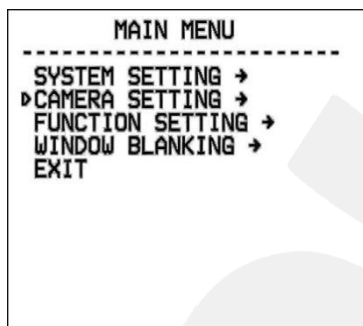 MAIN MENU
SYSTEM SETTING →
CAMERA SETTING →
FUNCTION SETTING →
WINDOW BLANKING →
EXIT